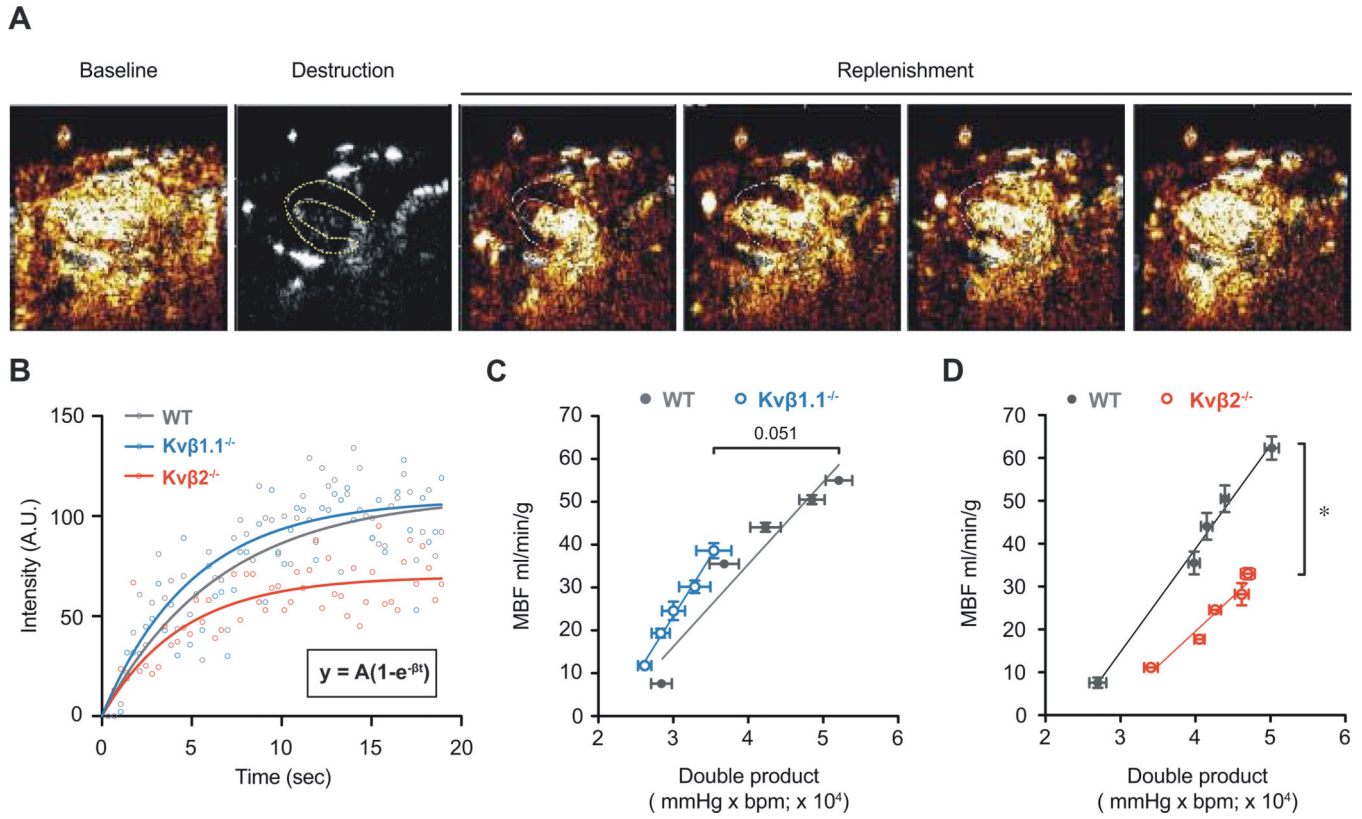 A
Baseline
Destruction
Replenishment
B
150
100
50
0
0
5
10
15
20
Intensity (A.U.)
Time (sec)
WT
Kvβ1.1-/-
Kvβ2-/-
y = A(1-e-βt)
C
WT
Kvβ1.1-/-
0.051
70
60
50
40
30
20
10
0
2
3
4
5
6
MBF ml/min/g
Double product
( mmHg x bpm; x 10⁴)
D
WT
Kvβ2-/-
*
70
60
50
40
30
20
10
0
2
3
4
5
6
MBF ml/min/g
Double product
( mmHg x bpm; x 10⁴)